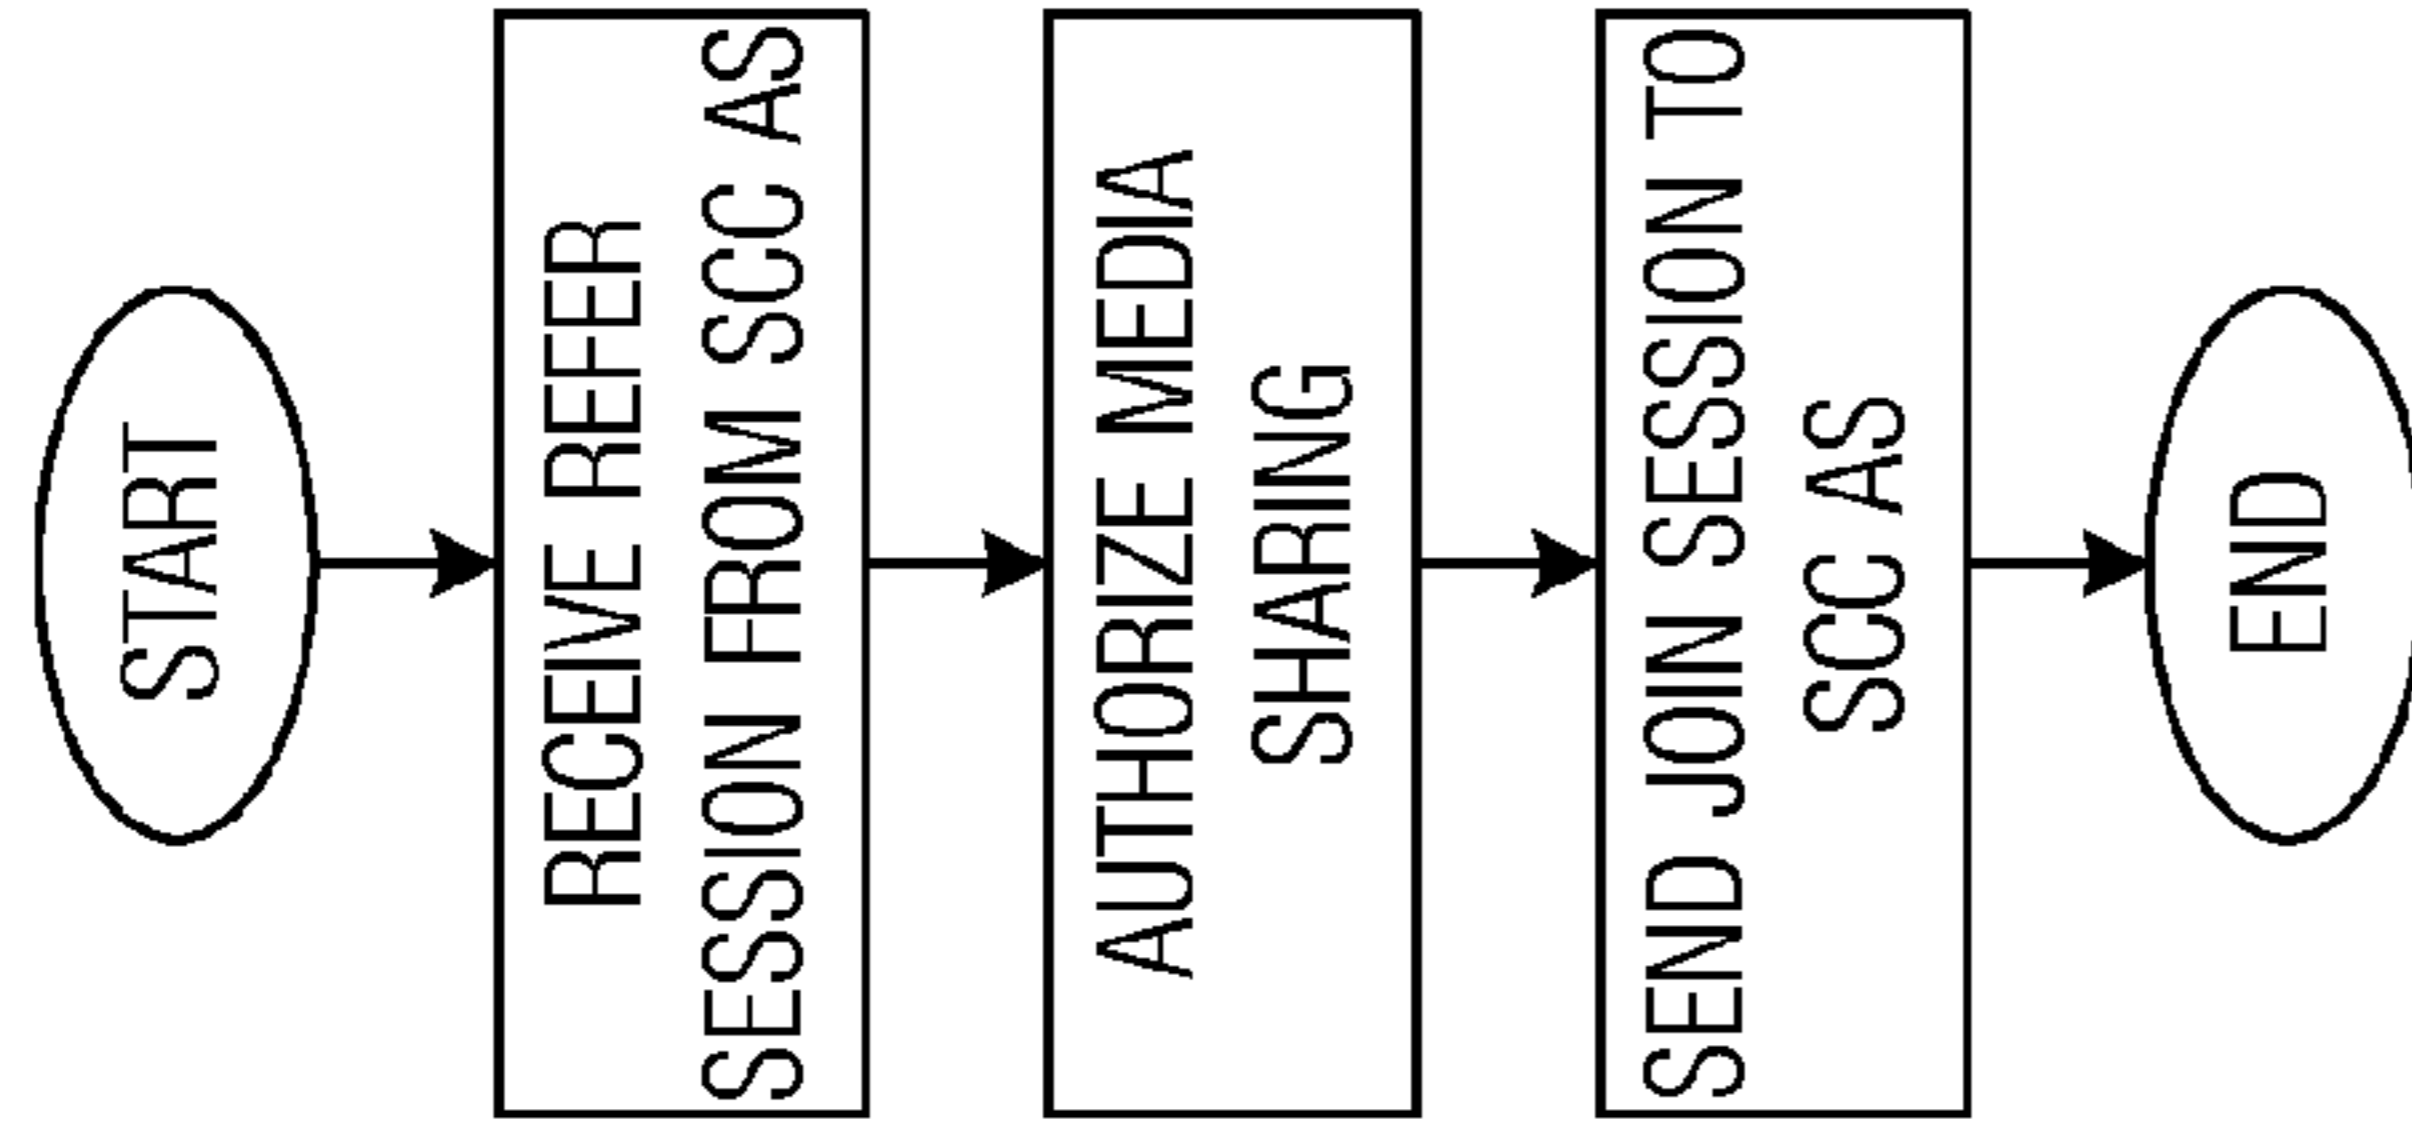 START
RECEIVE REFER
SESSION FROM SCC AS
AUTHORIZE MEDIA
SHARING
SEND JOIN SESSION TO
SCC AS
END